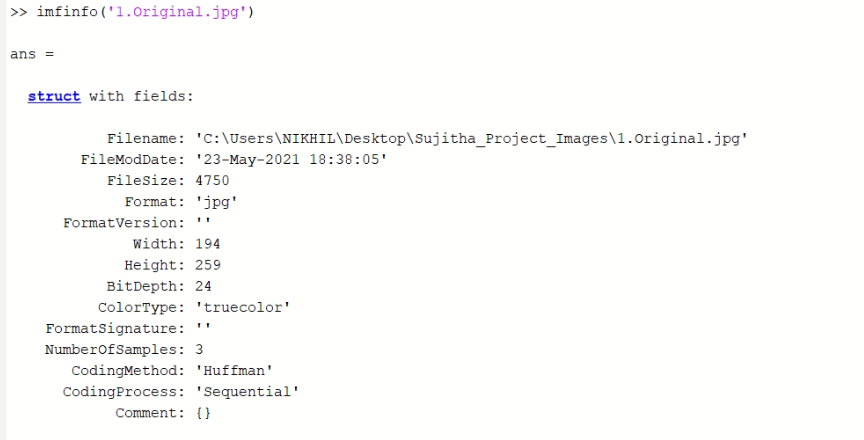 >> imfinfo('1.Original.jpg')
ans =
struct with fields:
Filename: 'C:\Users\NIKHIL\Desktop\Sujitha_Project_Images\1.Original.jpg'
FileModDate: '23-May-2021 18:38:05'
FileSize: 4750
Format: 'jpg'
FormatVersion: ''
Width: 194
Height: 259
BitDepth: 24
ColorType: 'truecolor'
FormatSignature: ''
NumberOfSamples: 3
CodingMethod: 'Huffman'
CodingProcess: 'Sequential'
Comment: {}